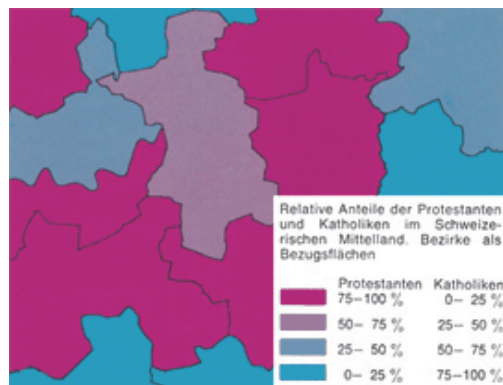 Relative Anteile der Protestanten
und Katholiken im Schweize-
rischen Mittelland. Bezirke als
Bezugsflächen
Protestanten Katholiken
75–100 % 0– 25 %
50– 75 % 25– 50 %
25– 50 % 50– 75 %
0– 25 % 75–100 %